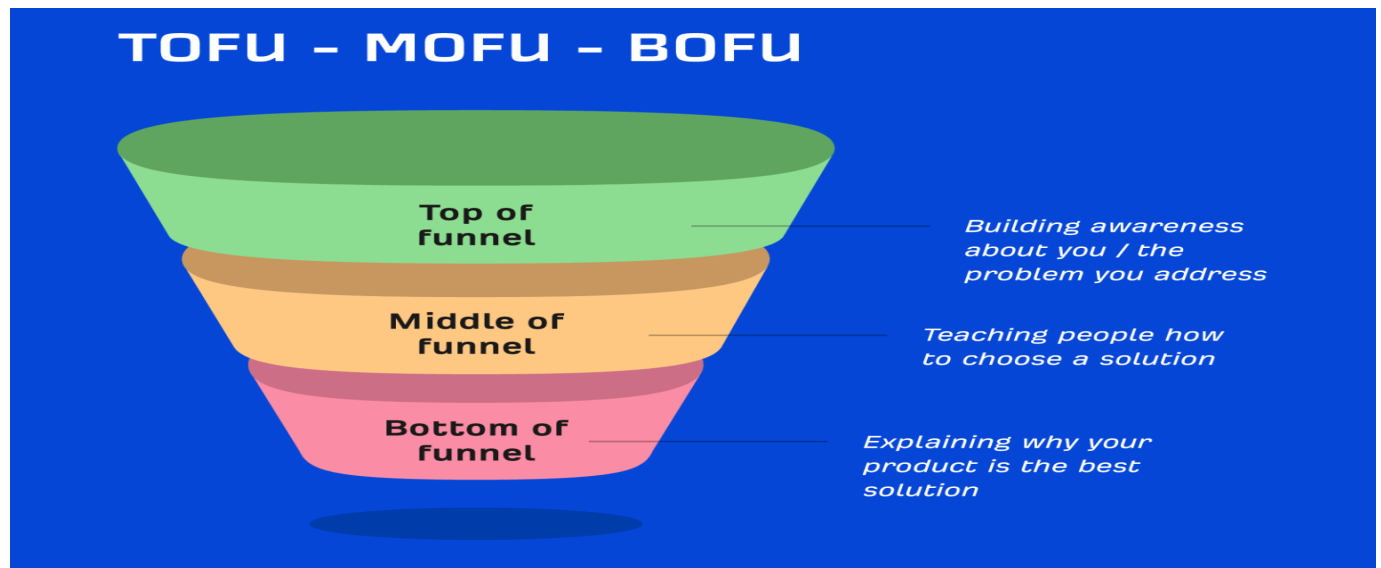 TOFU - MOFU - BOFU
Top of
funnel
Building awareness
about you / the
problem you address
Middle of
funnel
Teaching people how
to choose a solution
Bottom of
funnel
Explaining why your
product is the best
solution